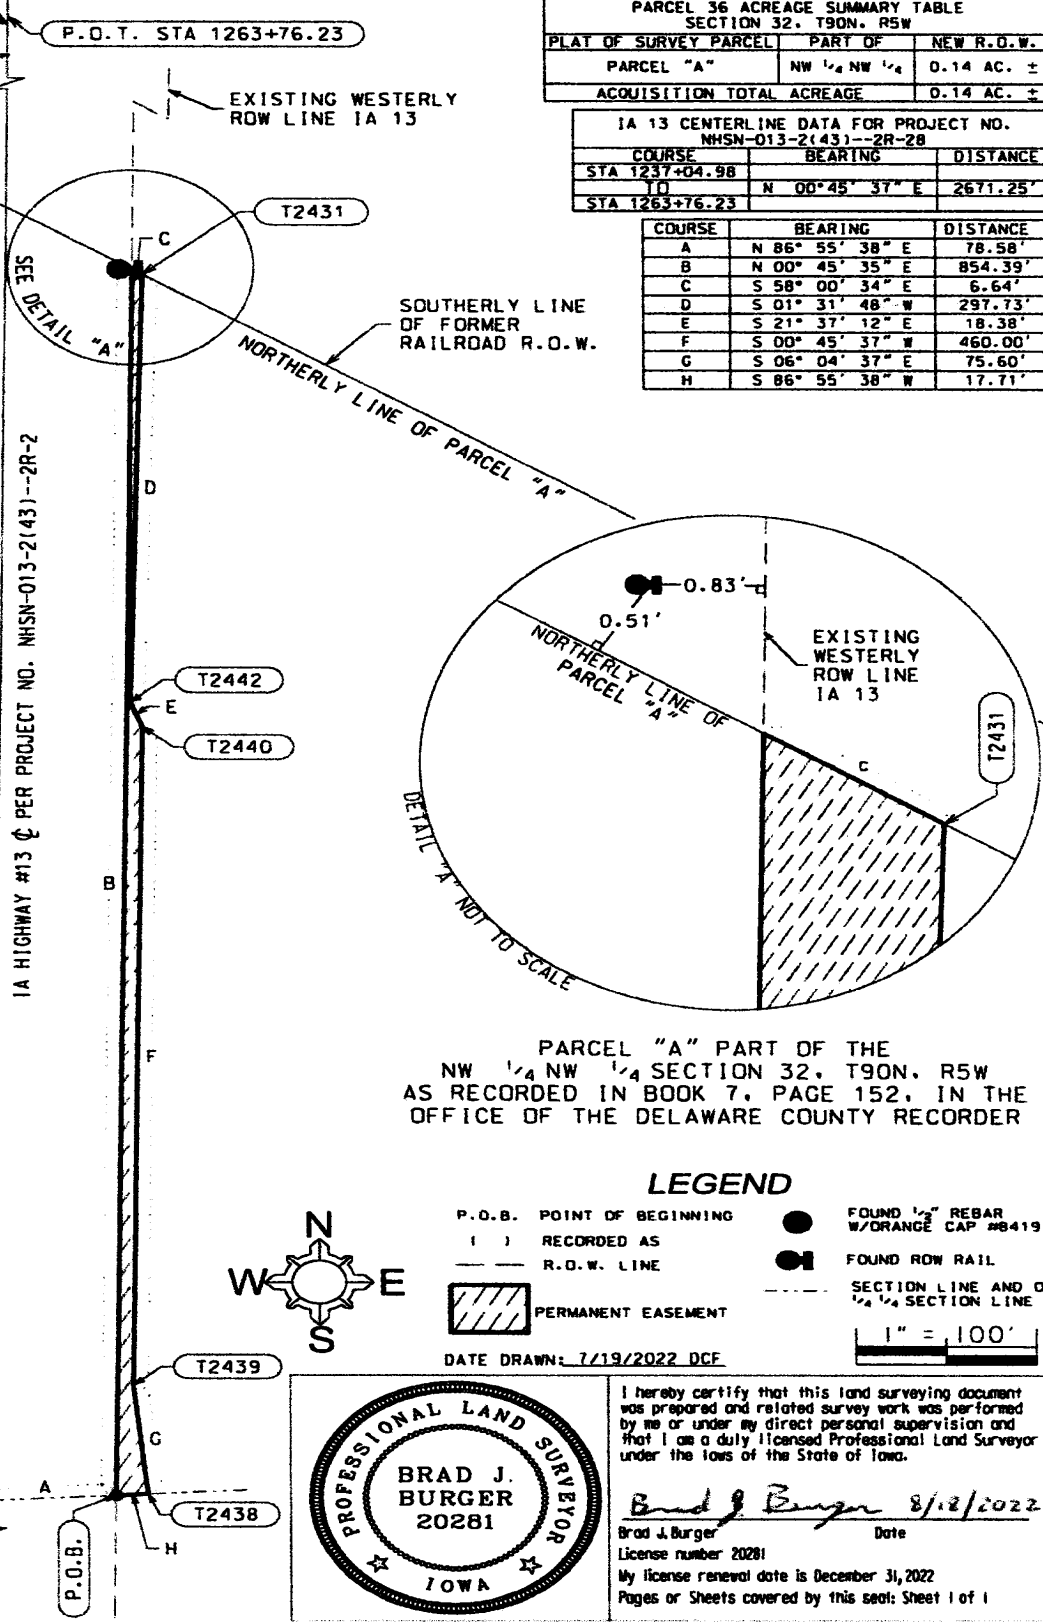 P.O.T. STA 1263+76.23
EXISTING WESTERLY
ROW LINE IA 13
PARCEL 36 ACREAGE SUMMARY TABLE
SECTION 32, T90N, R5W
PLAT OF SURVEY PARCEL PART OF NEW R.O.W.
PARCEL "A" NW 1/4 NW 1/4 0.14 AC. ±
ACQUISITION TOTAL ACREAGE 0.14 AC. ±
IA 13 CENTERLINE DATA FOR PROJECT NO.
NHSN-013-2(43)--2R-28
COURSE BEARING DISTANCE
STA 1237+04.98
TO N 00°45'37" E 2671.25'
STA 1263+76.23
COURSE BEARING DISTANCE
A N 86° 55' 38" E 78.58'
B N 00° 45' 35" E 854.39'
C S 58° 00' 34" E 6.64'
D S 01° 31' 48" W 297.73'
E S 21° 37' 12" E 18.38'
F S 00° 45' 37" W 460.00'
G S 06° 04' 37" E 75.60'
H S 86° 55' 38" W 17.71'
T2431
C
SEE DETAIL "A"
SOUTHERLY LINE
OF FORMER
RAILROAD R.O.W.
NORTHERLY LINE OF PARCEL "A"
D
IA HIGHWAY #13 ℄ PER PROJECT NO. NHSN-013-2(43)--2R-2
T2442
E
T2440
B
F
0.83'
0.51'
NORTHERLY LINE OF
PARCEL "A"
EXISTING
WESTERLY
ROW LINE
IA 13
T2431
C
DETAIL "A" NOT TO SCALE
PARCEL "A" PART OF THE
NW 1/4 NW 1/4 SECTION 32, T90N, R5W
AS RECORDED IN BOOK 7, PAGE 152, IN THE
OFFICE OF THE DELAWARE COUNTY RECORDER
LEGEND
P.O.B. POINT OF BEGINNING
( ) RECORDED AS
R.O.W. LINE
PERMANENT EASEMENT
FOUND 1/2" REBAR
W/ORANGE CAP #8419
FOUND ROW RAIL
SECTION LINE AND O
1/4 1/4 SECTION LINE
1" = 100'
DATE DRAWN: 7/19/2022 DCF
N
W E
S
T2439
G
A
T2438
H
P.O.B.
PROFESSIONAL LAND SURVEYOR
BRAD J.
BURGER
20281
IOWA
I hereby certify that this land surveying document
was prepared and related survey work was performed
by me or under my direct personal supervision and
that I am a duly licensed Professional Land Surveyor
under the laws of the State of Iowa.
Brad J Burger 8/18/2022
Brad J. Burger Date
License number 20281
My license renewal date is December 31, 2022
Pages or Sheets covered by this seal: Sheet 1 of 1